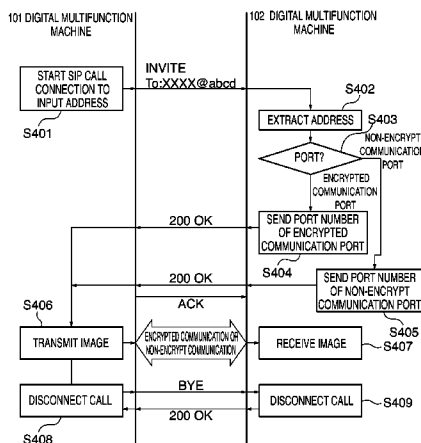 101 DIGITAL MULTIFUNCTION
MACHINE
102 DIGITAL MULTIFUNCTION
MACHINE
START SIP CALL
CONNECTION TO
INPUT ADDRESS
S401
INVITE
To:XXXX@abcd
S402
EXTRACT ADDRESS
S403
PORT?
NON-ENCRYPT
COMMUNICATION
PORT
ENCRYPTED
COMMUNICATION
PORT
200 OK
SEND PORT NUMBER
OF ENCRYPTED
COMMUNICATION PORT
S404
200 OK
SEND PORT NUMBER
OF NON-ENCRYPT
COMMUNICATION PORT
S405
ACK
S406
TRANSMIT IMAGE
ENCRYPTED COMMUNICATION OR
NON-ENCRYPT COMMUNICATION
RECEIVE IMAGE
S407
BYE
DISCONNECT CALL
S408
200 OK
DISCONNECT CALL
S409